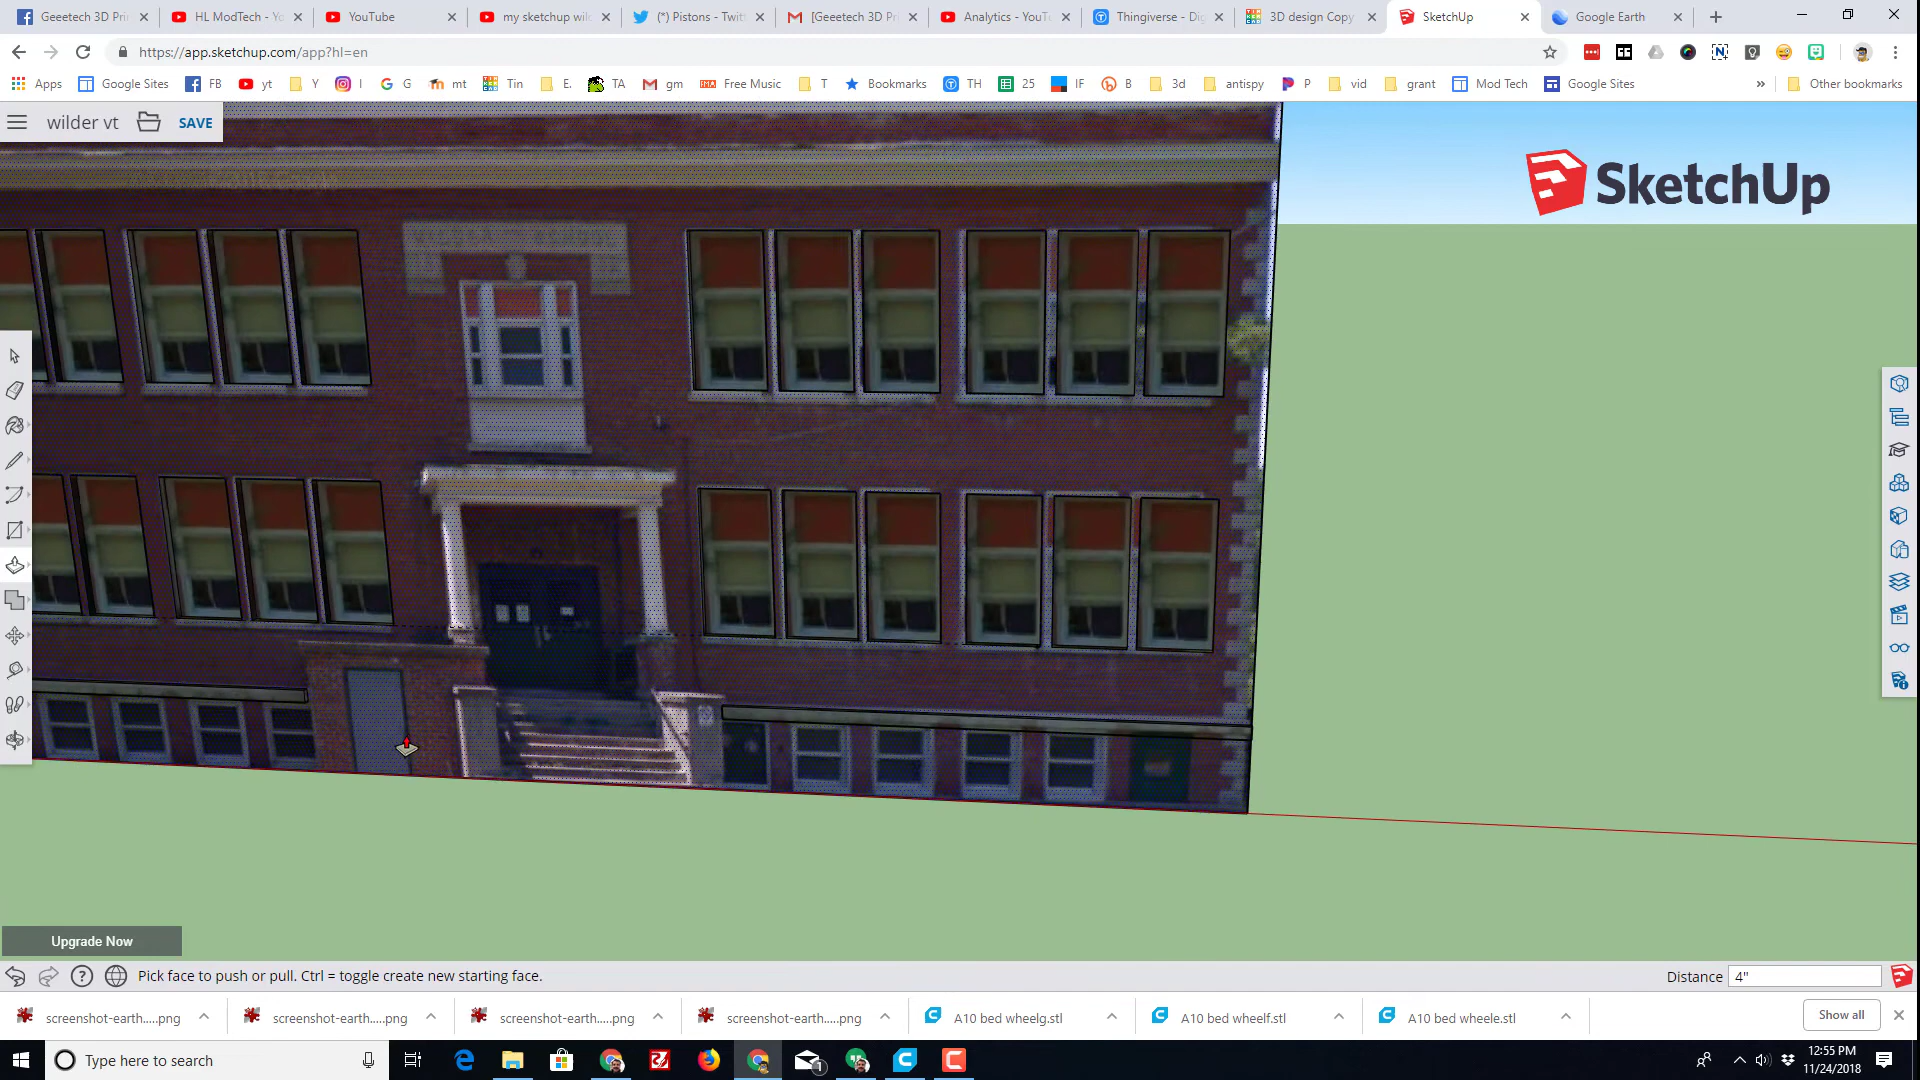 Geeetech 3D Pri
HL ModTech - Yo
YouTube
my sketchup wil
(*) Pistons - Twitt
[Geeetech 3D Pr
Analytics - YouT
Thingiverse - Dig
3D design Copy
SketchUp
Google Earth
https://app.sketchup.com/app?hl=en
Apps
Google Sites
FB
yt
Y
I
G
mt
Tin
E.
TA
gm
Free Music
T
Bookmarks
TH
25
IF
B
3d
antispy
P
vid
grant
Mod Tech
Google Sites
»
Other bookmarks
wilder vt
SAVE
SketchUp
Upgrade Now
Pick face to push or pull. Ctrl = toggle create new starting face.
Distance
4"
screenshot-earth.....png
screenshot-earth.....png
screenshot-earth.....png
screenshot-earth.....png
A10 bed wheelg.stl
A10 bed wheelf.stl
A10 bed wheele.stl
Show all
Type here to search
1
12:55 PM
11/24/2018